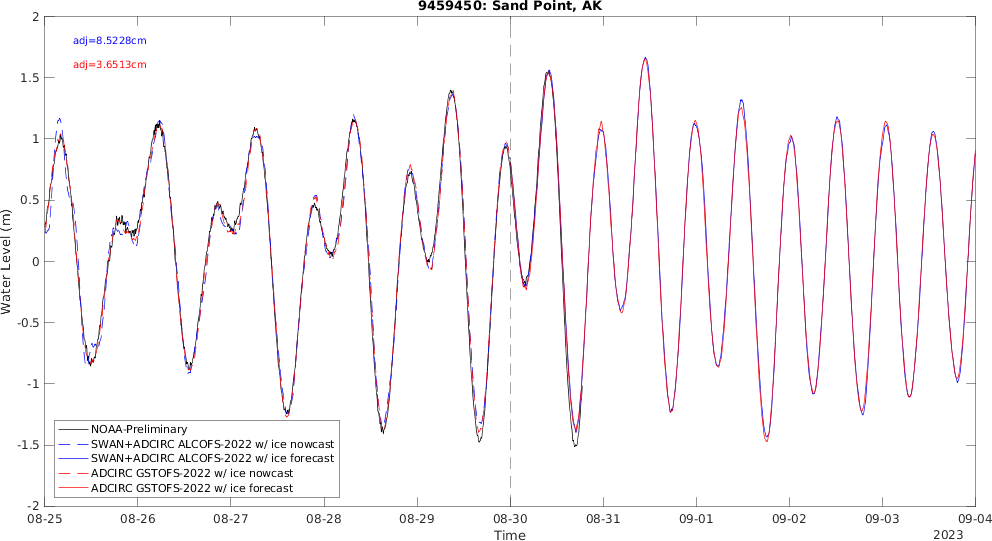 9459450: Sand Point, AK
adj=8.5228cm
adj=3.6513cm
2
1.5
1
0.5
0
-0.5
-1
-1.5
-2
Water Level (m)
NOAA-Preliminary
SWAN+ADCIRC ALCOFS-2022 w/ ice nowcast
SWAN+ADCIRC ALCOFS-2022 w/ ice forecast
ADCIRC GSTOFS-2022 w/ ice nowcast
ADCIRC GSTOFS-2022 w/ ice forecast
08-25 08-26 08-27 08-28 08-29 08-30 08-31 09-01 09-02 09-03 09-04
Time
2023